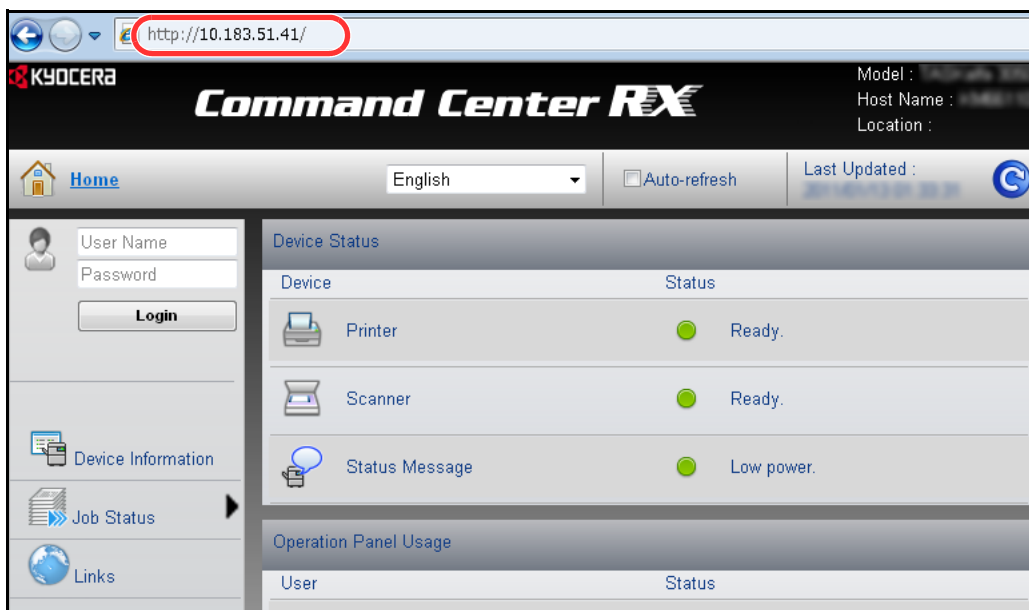 http://10.183.51.41/
KYOCERA
Command Center RX
Model :
Host Name :
Location :
Home
English
Auto-refresh
Last Updated :
User Name
Password
Login
Device Information
Job Status
Links
Device Status
Device Status
Printer Ready.
Scanner Ready.
Status Message Low power.
Operation Panel Usage
User Status